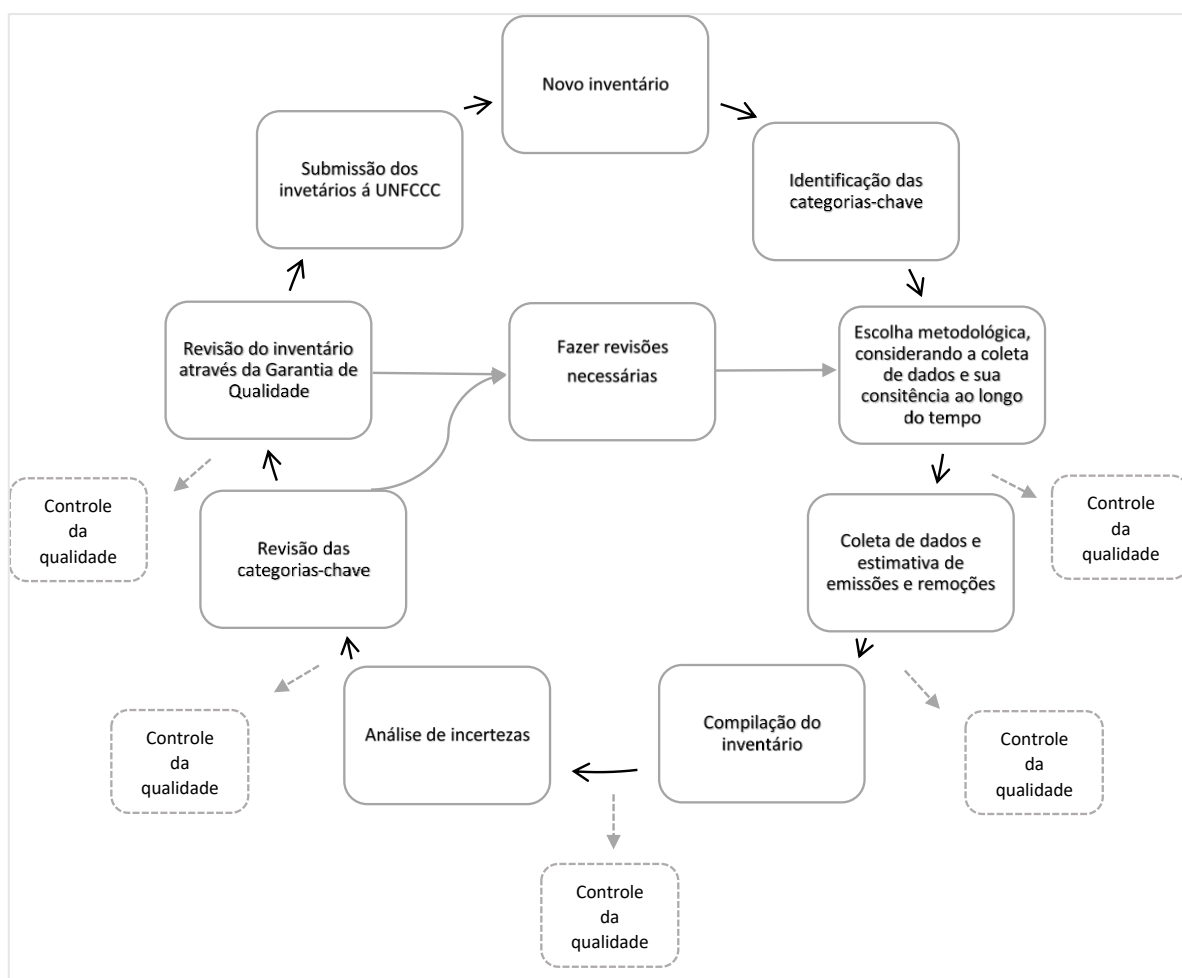 Novo inventário
Submissão dos
invetários á UNFCCC
Identificação das
categorias-chave
Revisão do inventário
através da Garantia de
Qualidade
Fazer revisões
necessárias
Escolha metodológica,
considerando a coleta
de dados e sua
consitência ao longo
do tempo
Controle
da
qualidade
Revisão das
categorias-chave
Coleta de dados e
estimativa de
emissões e remoções
Controle
da
qualidade
Controle
da
qualidade
Análise de incertezas
Compilação do
inventário
Controle
da
qualidade
Controle
da
qualidade